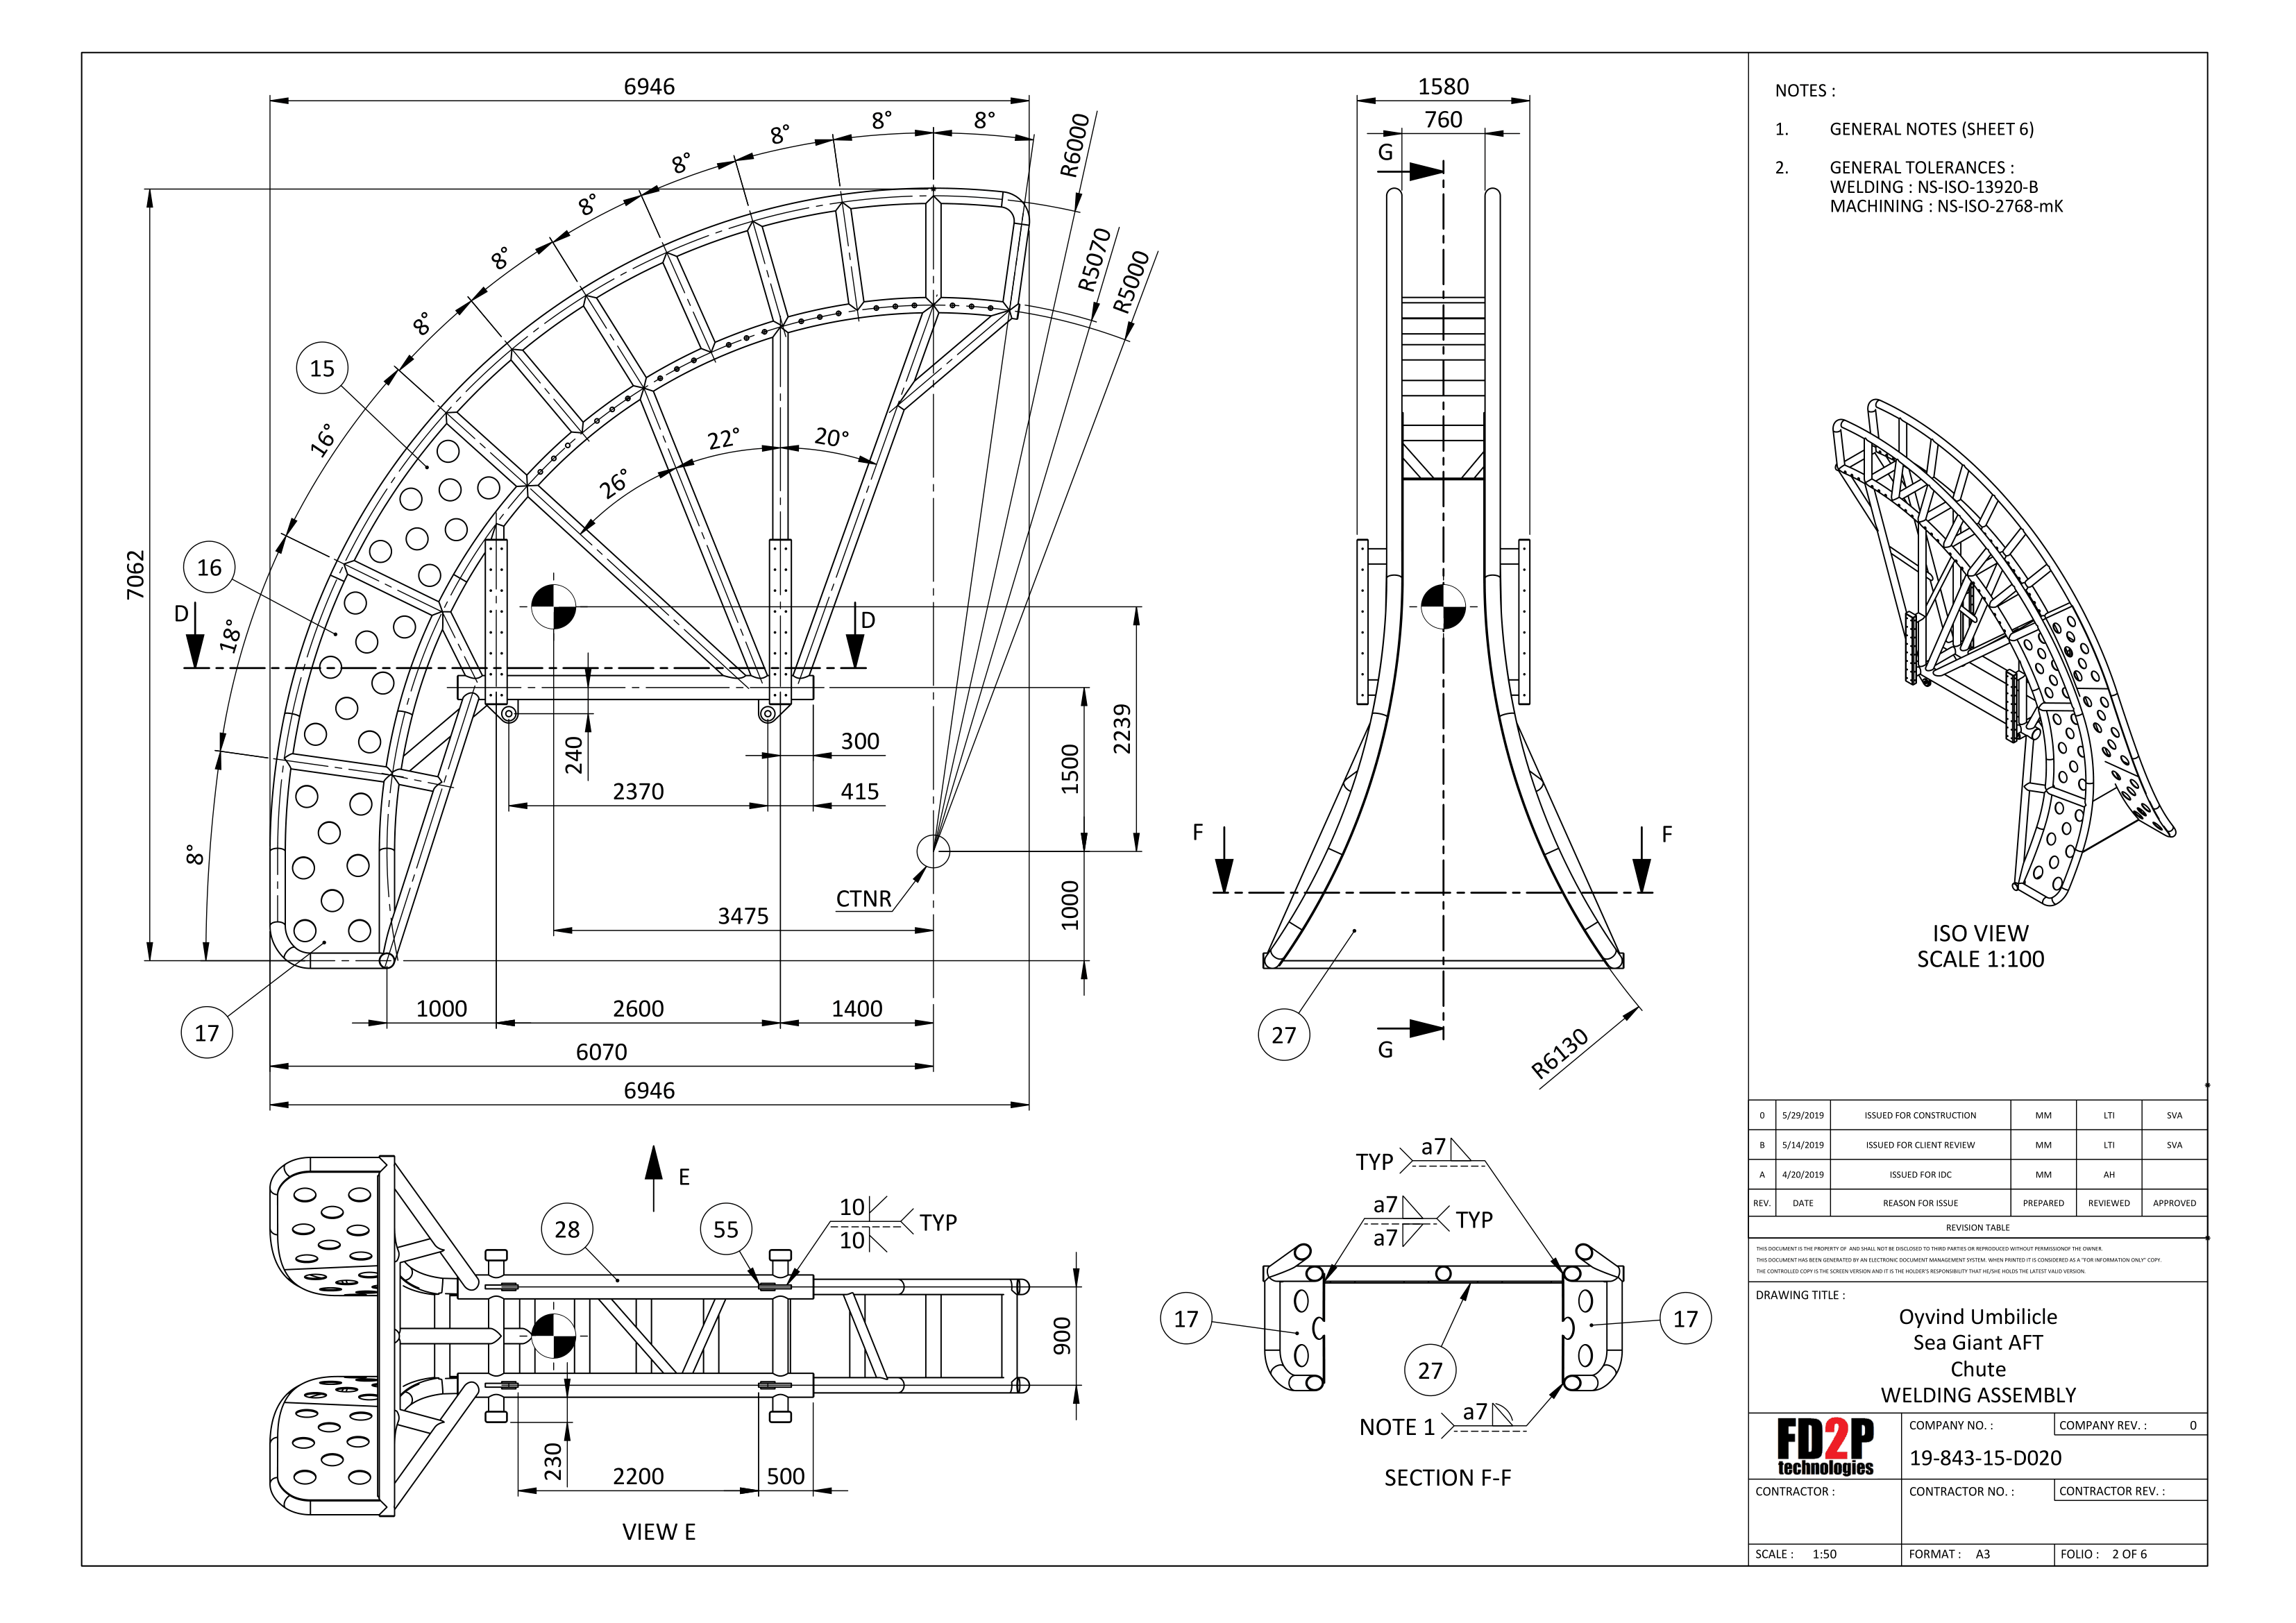 6946
8°
8°
8°
8°
8°
8°
8°
R6000
R5070
R5000
15
16°
16
7062
18°
8°
17
26°
22°
20°
D
D
240
2370
300
415
2239
1500
1000
CTNR
3475
1000
2600
1400
6070
6946
1580
760
G
F
F
27
G
R6130
E
28
55
10
10
TYP
900
230
2200
500
VIEW E
TYP
a7
a7
a7
TYP
17
17
27
NOTE 1
a7
SECTION F-F
NOTES :
1. GENERAL NOTES (SHEET 6)
2. GENERAL TOLERANCES :
WELDING : NS-ISO-13920-B
MACHINING : NS-ISO-2768-mK
ISO VIEW
SCALE 1:100
0 5/29/2019 ISSUED FOR CONSTRUCTION MM LTI SVA
B 5/14/2019 ISSUED FOR CLIENT REVIEW MM LTI SVA
A 4/20/2019 ISSUED FOR IDC MM AH
REV. DATE REASON FOR ISSUE PREPARED REVIEWED APPROVED
REVISION TABLE
THIS DOCUMENT IS THE PROPERTY OF AND SHALL NOT BE DISCLOSED TO THIRD PARTIES OR REPRODUCED WITHOUT PERMISSIONOF THE OWNER.
THIS DOCUMENT HAS BEEN GENERATED BY AN ELECTRONIC DOCUMENT MANAGEMENT SYSTEM. WHEN PRINTED IT IS CONSIDERED AS A "FOR INFORMATION ONLY" COPY.
THE CONTROLLED COPY IS THE SCREEN VERSION AND IT IS THE HOLDER'S RESPONSIBILITY THAT HE/SHE HOLDS THE LATEST VALID VERSION.
DRAWING TITLE :
Oyvind Umbilicle
Sea Giant AFT
Chute
WELDING ASSEMBLY
FD2P
technologies
COMPANY NO. :
COMPANY REV. : 0
19-843-15-D020
CONTRACTOR :
CONTRACTOR NO. :
CONTRACTOR REV. :
SCALE : 1:50
FORMAT : A3
FOLIO : 2 OF 6